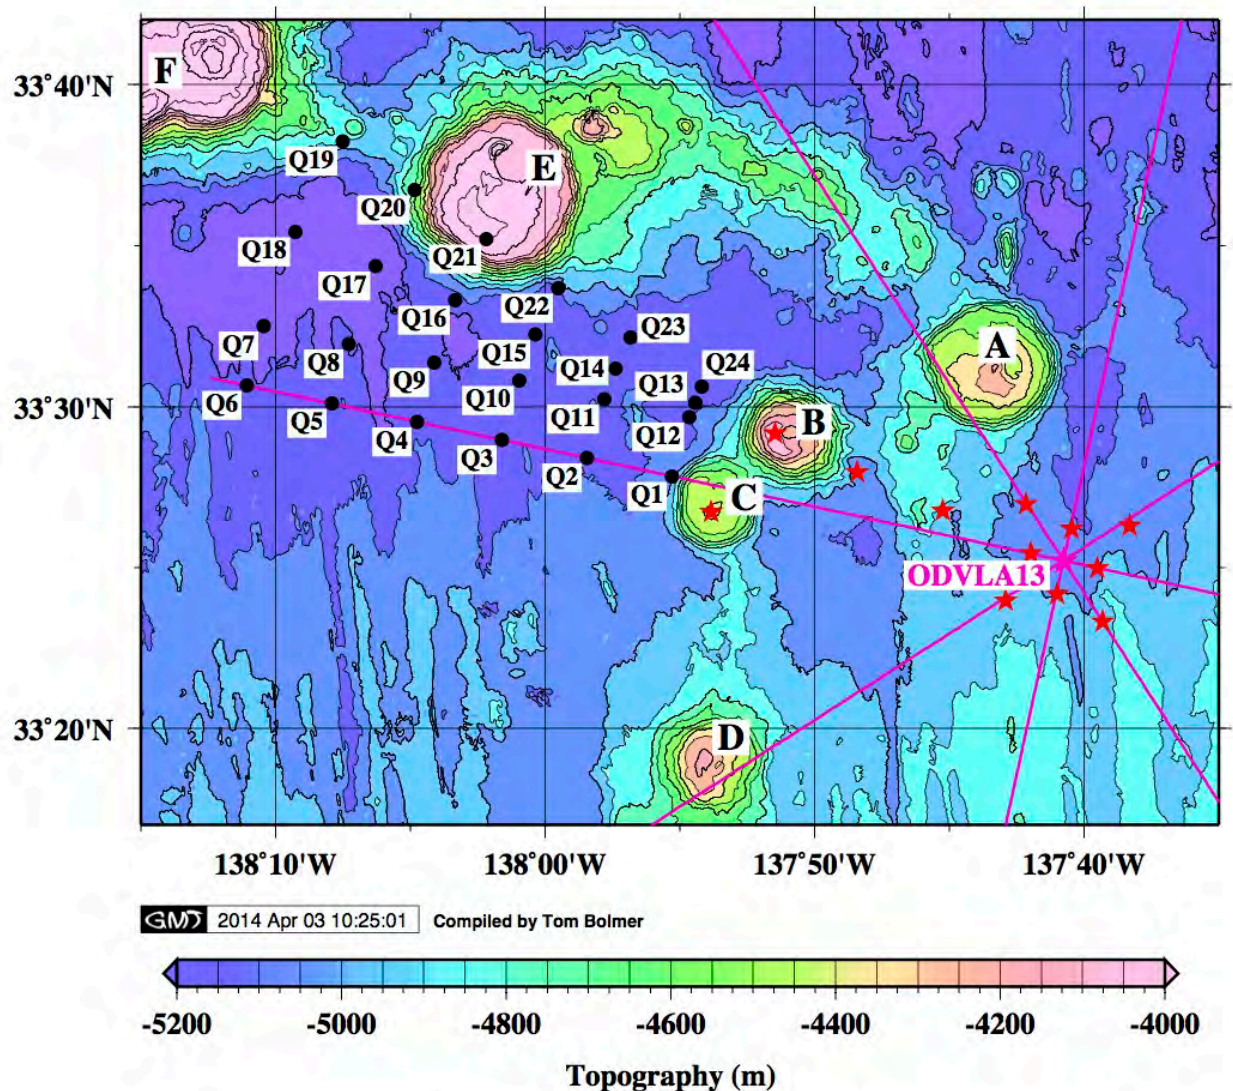 33°40'N
F
Q19
E
Q20
Q18
Q21
Q17
A
Q16
Q22
Q23
Q7
Q8
Q15
Q14
Q24
Q9
Q13
33°30'N
Q6
Q10
Q11
B
Q5
Q12
Q4
Q3
Q2
Q1
C
ODVLA13
33°20'N
D
138°10'W 138°00'W 137°50'W 137°40'W
GMT 2014 Apr 03 10:25:01 Compiled by Tom Bolmer
-5200 -5000 -4800 -4600 -4400 -4200 -4000
Topography (m)